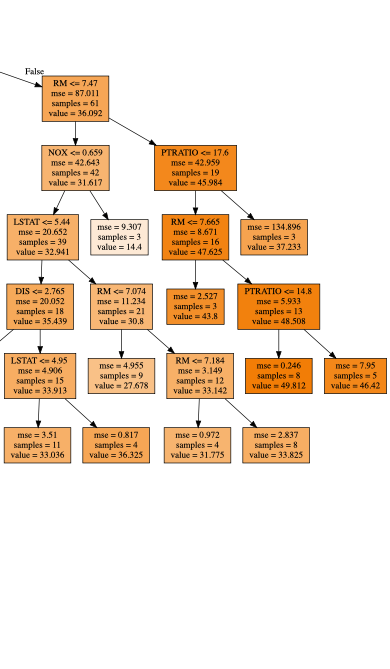 False
RM <= 7.47
mse = 87.011
samples = 61
value = 36.092
NOX <= 0.659
mse = 42.643
samples = 42
value = 31.617
PTRATIO <= 17.6
mse = 42.959
samples = 19
value = 45.984
LSTAT <= 5.44
mse = 20.652
samples = 39
value = 32.941
mse = 9.307
samples = 3
value = 14.4
RM <= 7.665
mse = 8.671
samples = 16
value = 47.625
mse = 134.896
samples = 3
value = 37.233
DIS <= 2.765
mse = 20.052
samples = 18
value = 35.439
RM <= 7.074
mse = 11.234
samples = 21
value = 30.8
mse = 2.527
samples = 3
value = 43.8
PTRATIO <= 14.8
mse = 5.933
samples = 13
value = 48.508
LSTAT <= 4.95
mse = 4.906
samples = 15
value = 33.913
mse = 4.955
samples = 9
value = 27.678
RM <= 7.184
mse = 3.149
samples = 12
value = 33.142
mse = 0.246
samples = 8
value = 49.812
mse = 7.95
samples = 5
value = 46.42
mse = 3.51
samples = 11
value = 33.036
mse = 0.817
samples = 4
value = 36.325
mse = 0.972
samples = 4
value = 31.775
mse = 2.837
samples = 8
value = 33.825